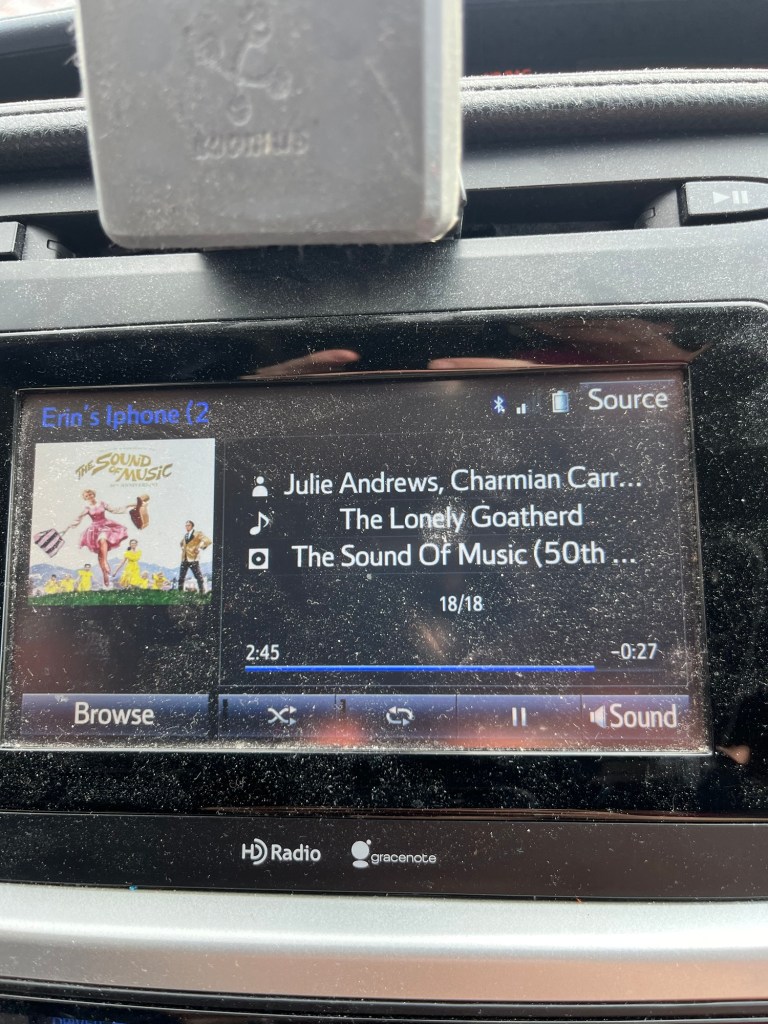 Erin's Iphone (2
Source
THE SOUND
OF MUSIC
Julie Andrews, Charmian Carr...
The Lonely Goatherd
The Sound Of Music (50th ...
18/18
2:45
-0:27
Browse
Sound
HD Radio
gracenote